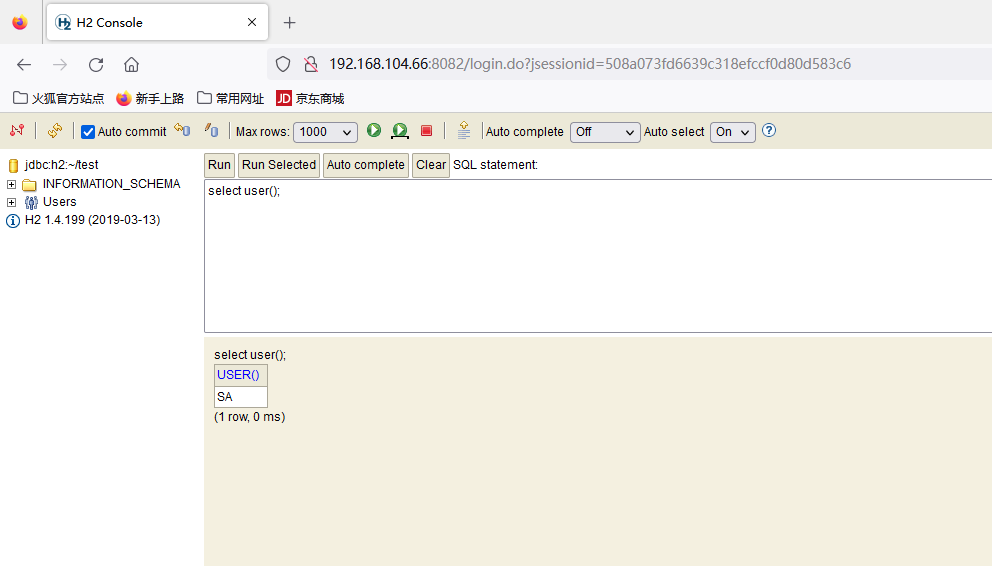 H2 Console
192.168.104.66:8082/login.do?jsessionid=508a073fd6639c318efccf0d80d583c6
火狐官方站点 新手上路 常用网址 JD 京东商城
Auto commit Max rows: 1000 Auto complete Off Auto select On
jdbc:h2:~/test
INFORMATION_SCHEMA
Users
H2 1.4.199 (2019-03-13)
Run Run Selected Auto complete Clear SQL statement:
select user();
select user();
USER()
SA
(1 row, 0 ms)